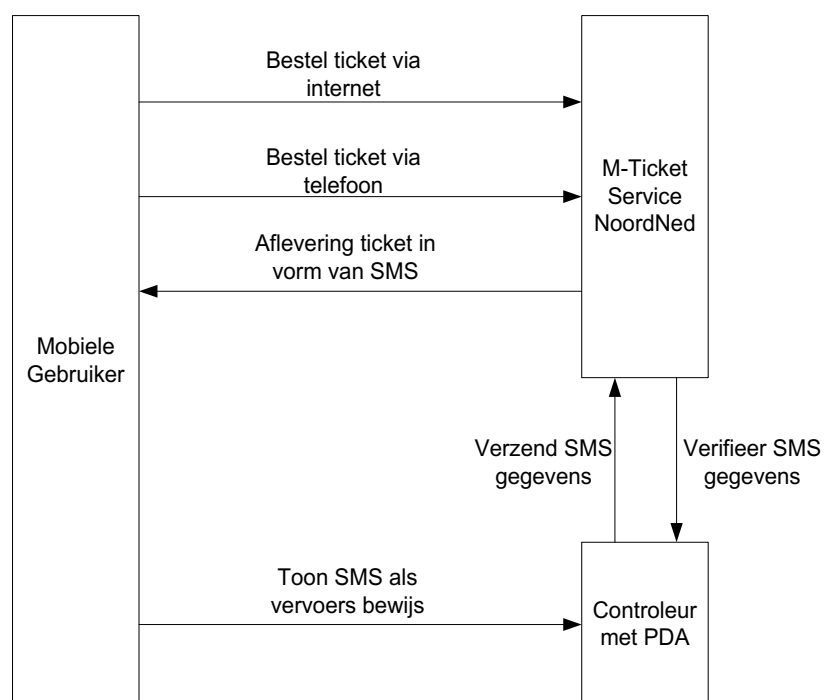 Bestel ticket via
internet
Bestel ticket via
telefoon
M-Ticket
Service
NoordNed
Aflevering ticket in
vorm van SMS
Mobiele
Gebruiker
Verzend SMS
gegevens
Verifieer SMS
gegevens
Toon SMS als
vervoers bewijs
Controleur
met PDA